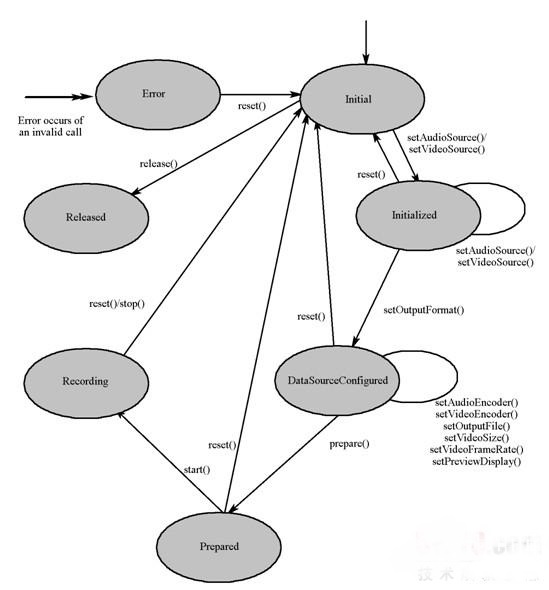 Error
reset()
Initial
Error occurs of
an invalid call
setAudioSource()/
setVideoSource()
release()
reset()
Released
Initialized
setAudioSource()/
setVideoSource()
reset()/stop()
reset()
setOutputFormat()
Recording
DataSourceConfigured
setAudioEncoder()
setVideoEncoder()
setOutputFile()
setVideoSize()
setVideoFrameRate()
setPreviewDisplay()
reset()
prepare()
start()
Prepared